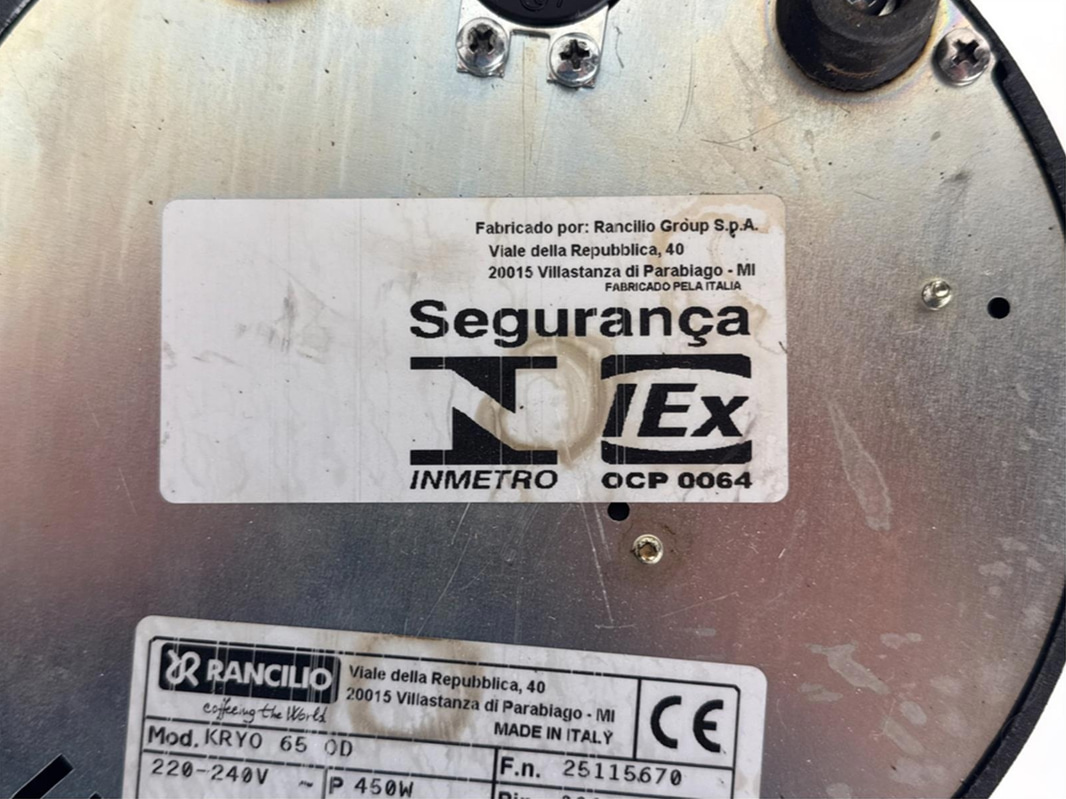 Fabricado por: Rancilio Group S.p.A.
Viale della Repubblica, 40
20015 Villastanza di Parabiago - MI
FABRICADO PELA ITALIA
Segurança
IEx
INMETRO
OCP 0064
RANCILIO
coffeeing the World
Viale della Repubblica, 40
20015 Villastanza di Parabiago - MI
MADE IN ITALY
CE
Mod. KRYO 65 OD
220-240V ~
P 450W
F.n. 25115670